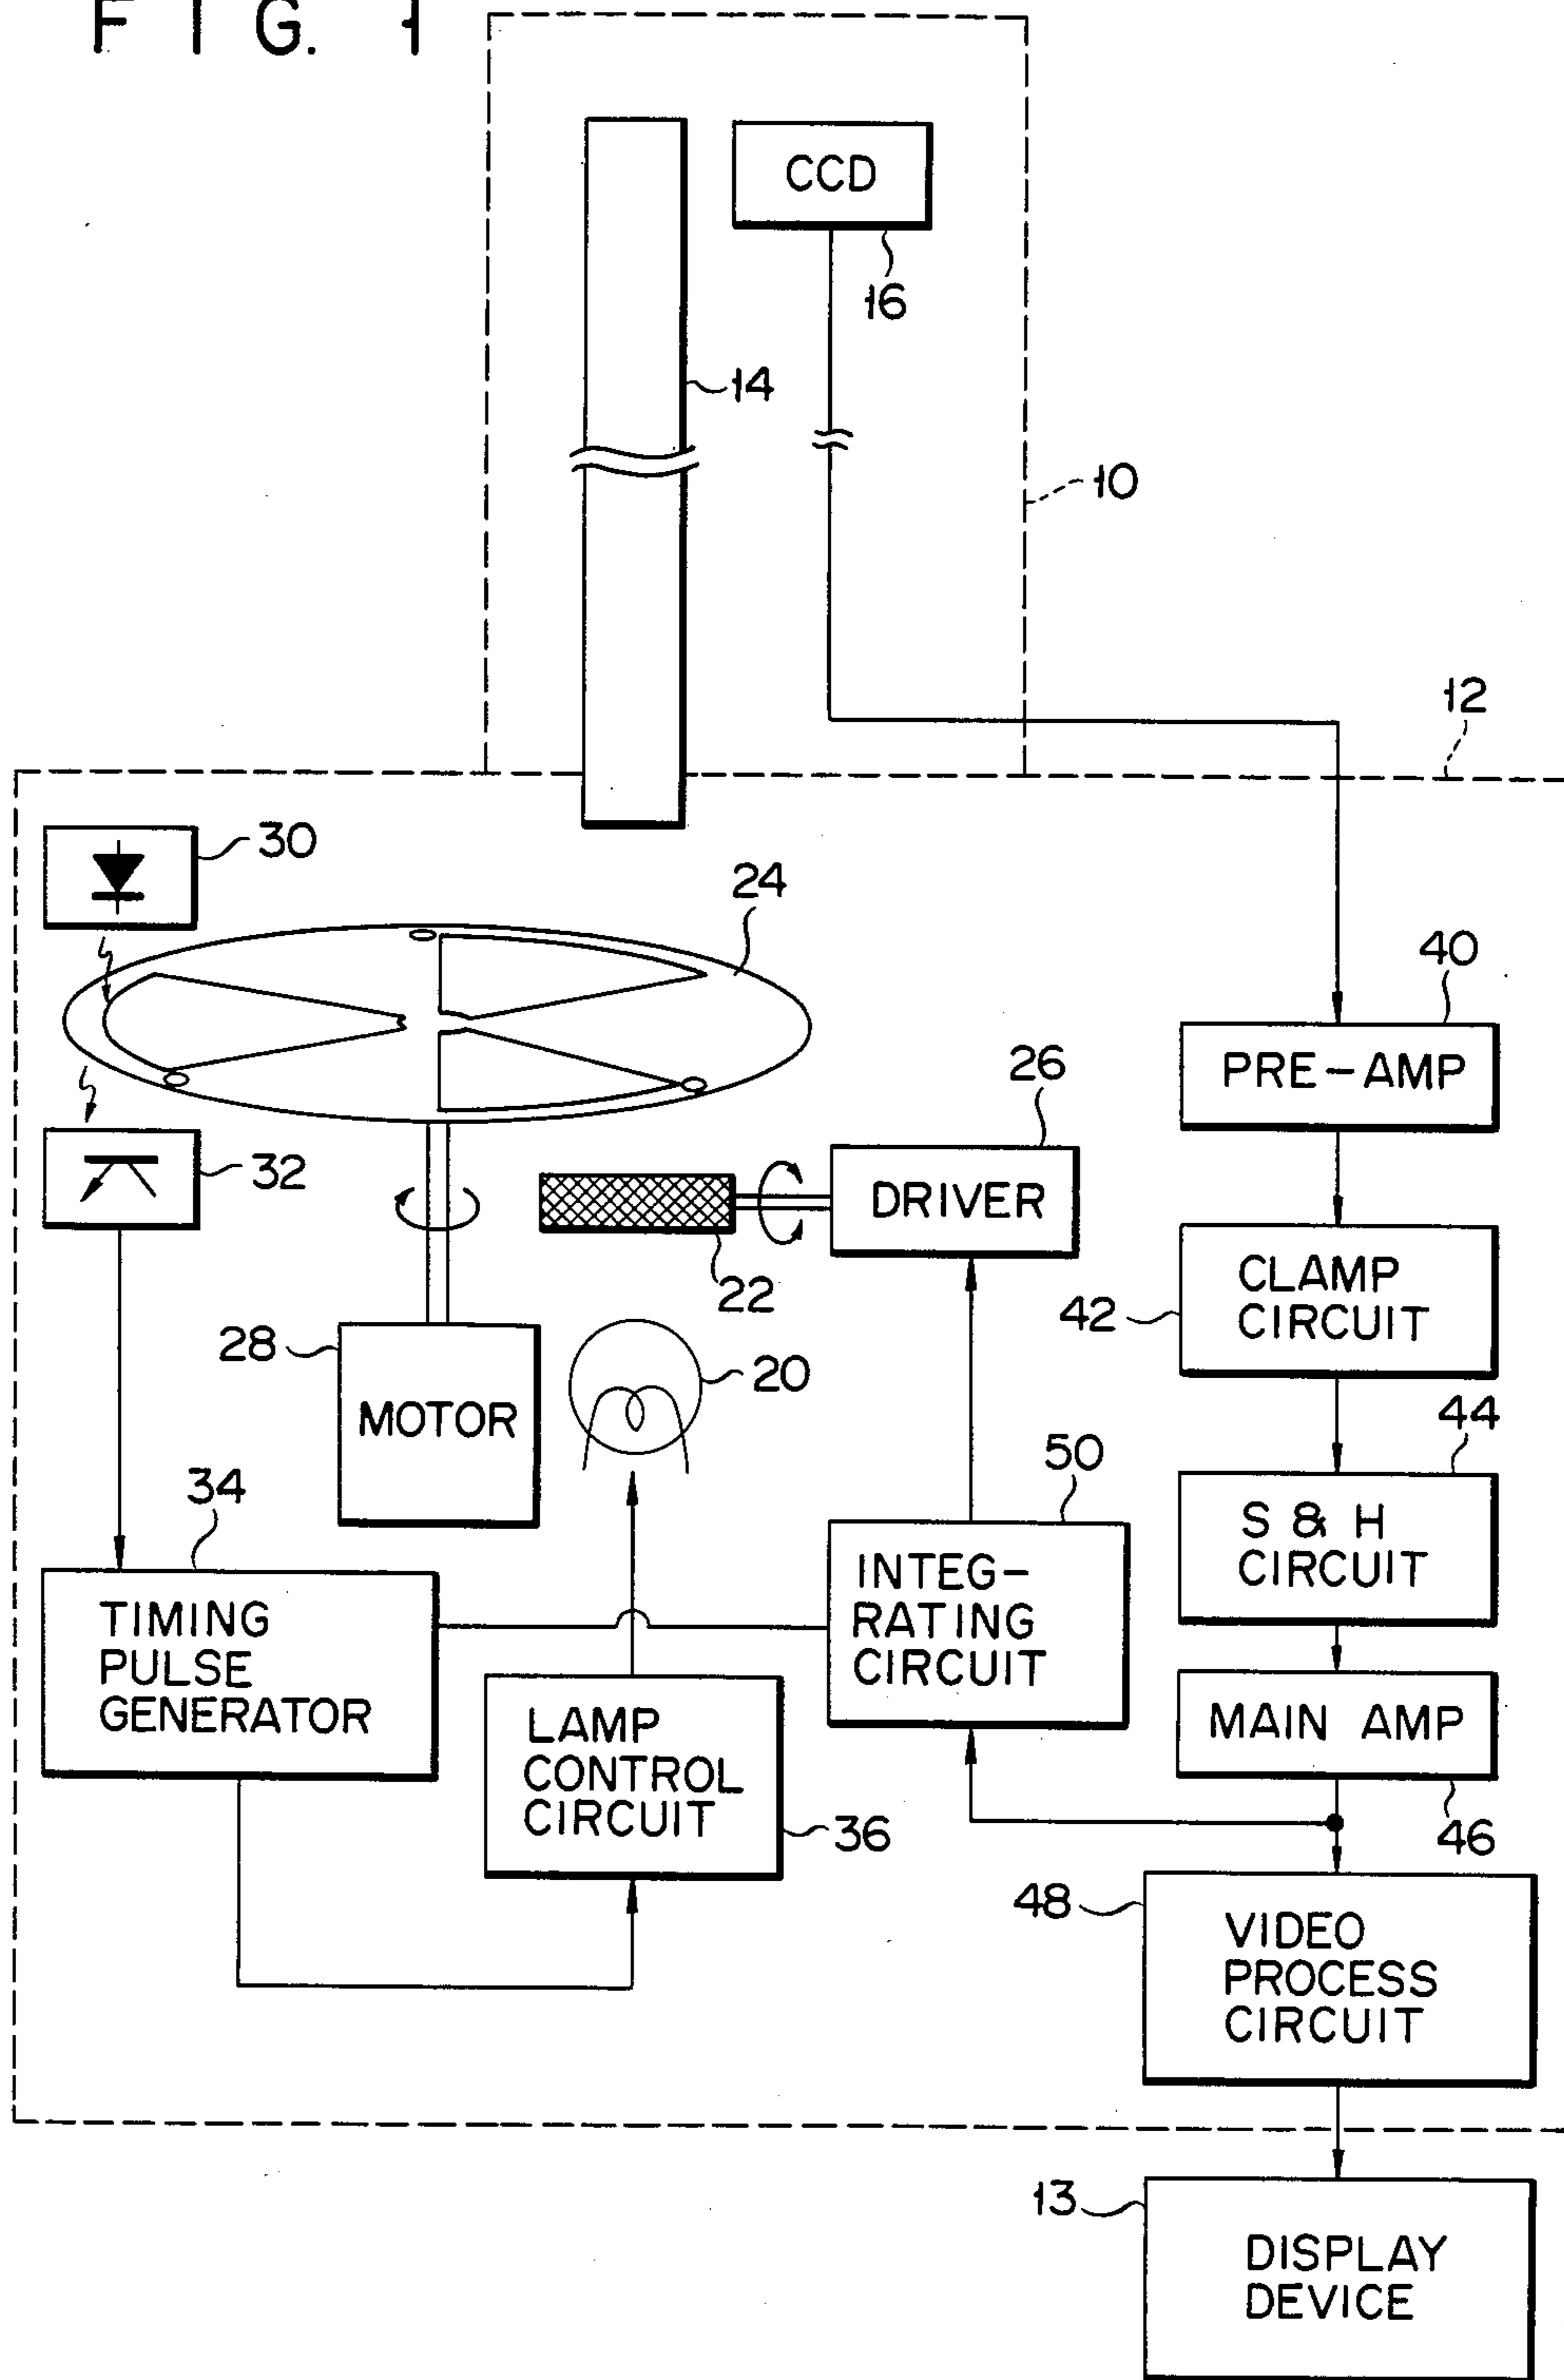 FIG. 1
CCD
16
14
10
12
30
24
40
PRE-AMP
26
32
DRIVER
22
CLAMP
CIRCUIT
42
28
20
MOTOR
44
50
34
S & H
CIRCUIT
INTEG-
RATING
CIRCUIT
TIMING
PULSE
GENERATOR
LAMP
CONTROL
CIRCUIT
MAIN AMP
36
46
48
VIDEO
PROCESS
CIRCUIT
13
DISPLAY
DEVICE